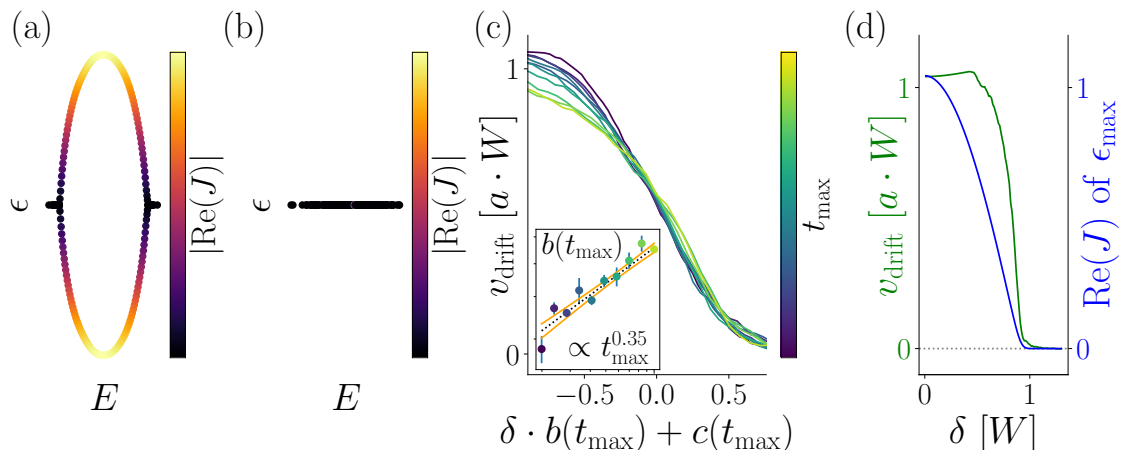 (a)
ϵ
E
|Re(J)|
(b)
ϵ
E
|Re(J)|
(c)
v_drift [a · W]
1
0
b(t_max)
∝ t_max^0.35
−0.5
0.0
0.5
δ · b(t_max) + c(t_max)
t_max
(d)
v_drift [a · W]
1
0
0
1
δ [W]
1
0
Re(J) of ϵ_max